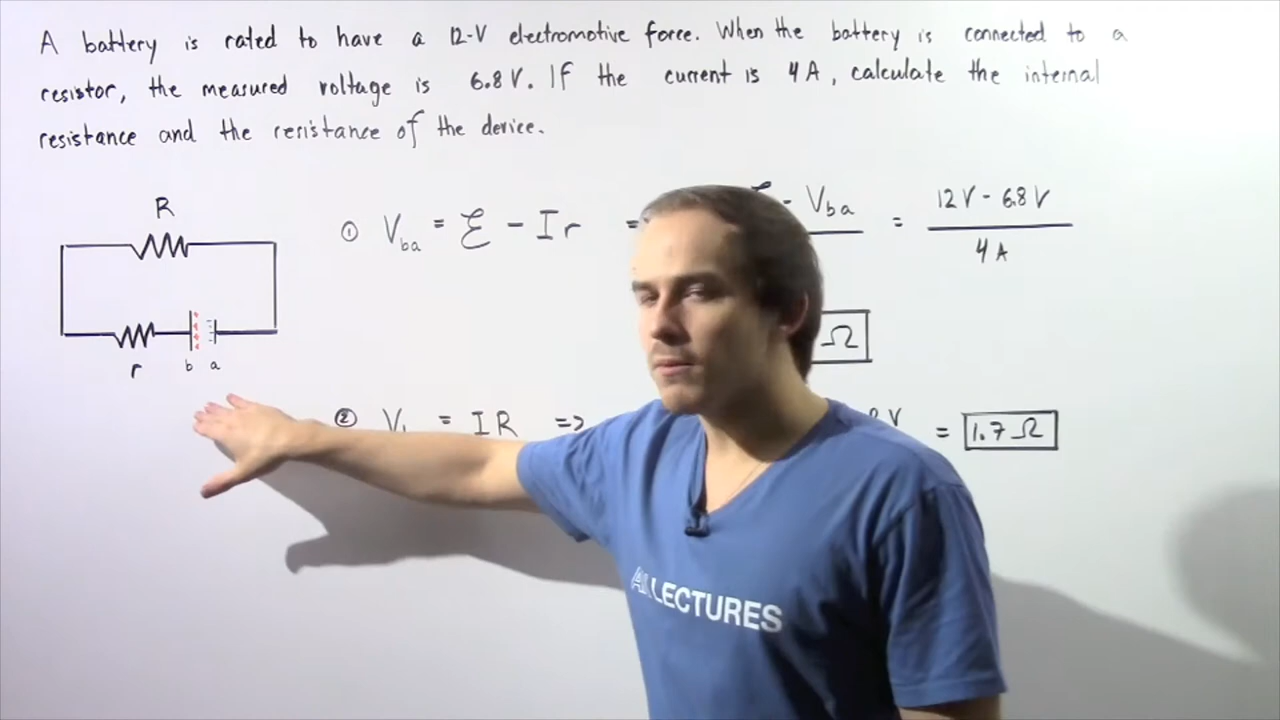 A battery is rated to have a 12-V electromotive force. When the battery is connected to a
resistor, the measured voltage is 6.8 V. If the current is 4 A, calculate the internal
resistance and the resistance of the device.
R
r b a
① Vba = ℰ - Ir = - Vba = 12V - 6.8V / 4 A
Ω
② V = IR => V = 1.7 Ω
LECTURES